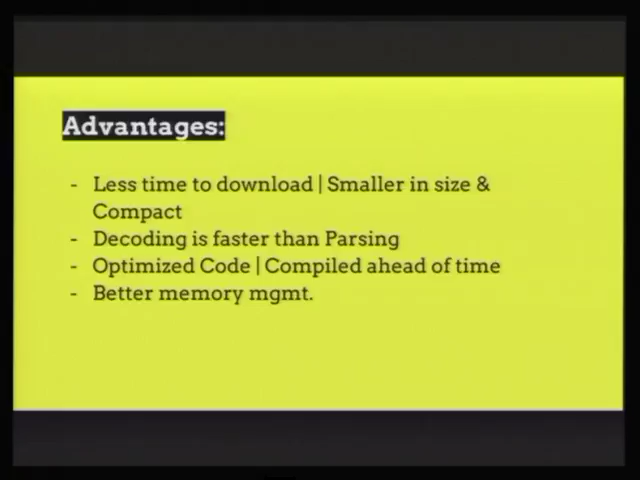 Advantages:
- Less time to download | Smaller in size &
Compact
- Decoding is faster than Parsing
- Optimized Code | Compiled ahead of time
- Better memory mgmt.